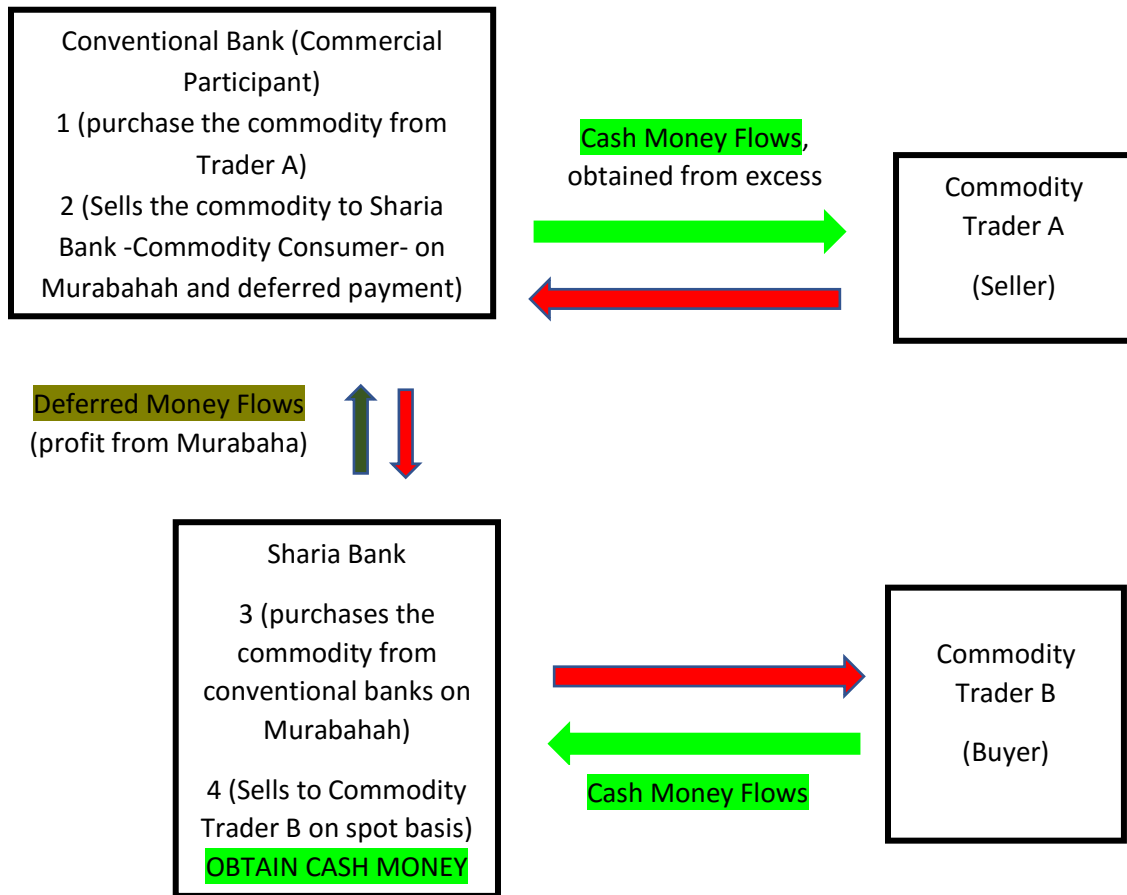 Conventional Bank (Commercial
Participant)
1 (purchase the commodity from
Trader A)
2 (Sells the commodity to Sharia
Bank -Commodity Consumer- on
Murabahah and deferred payment)
Cash Money Flows,
obtained from excess
Commodity
Trader A
(Seller)
Deferred Money Flows
(profit from Murabaha)
Sharia Bank
3 (purchases the
commodity from
conventional banks on
Murabahah)
4 (Sells to Commodity
Trader B on spot basis)
OBTAIN CASH MONEY
Cash Money Flows
Commodity
Trader B
(Buyer)